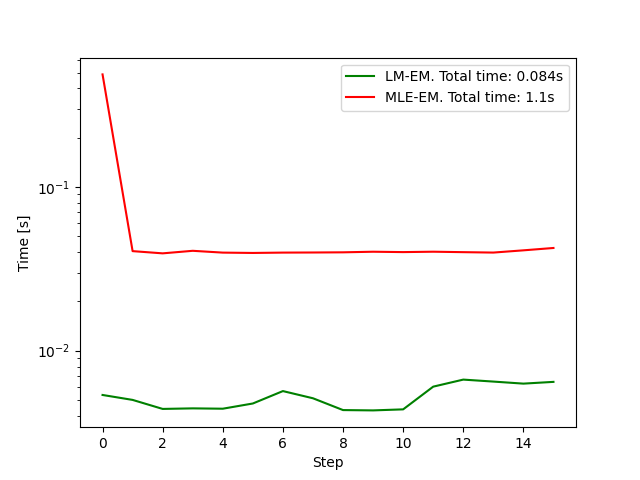 LM-EM. Total time: 0.084s
MLE-EM. Total time: 1.1s
Time [s]
10⁻¹
10⁻²
0 2 4 6 8 10 12 14
Step